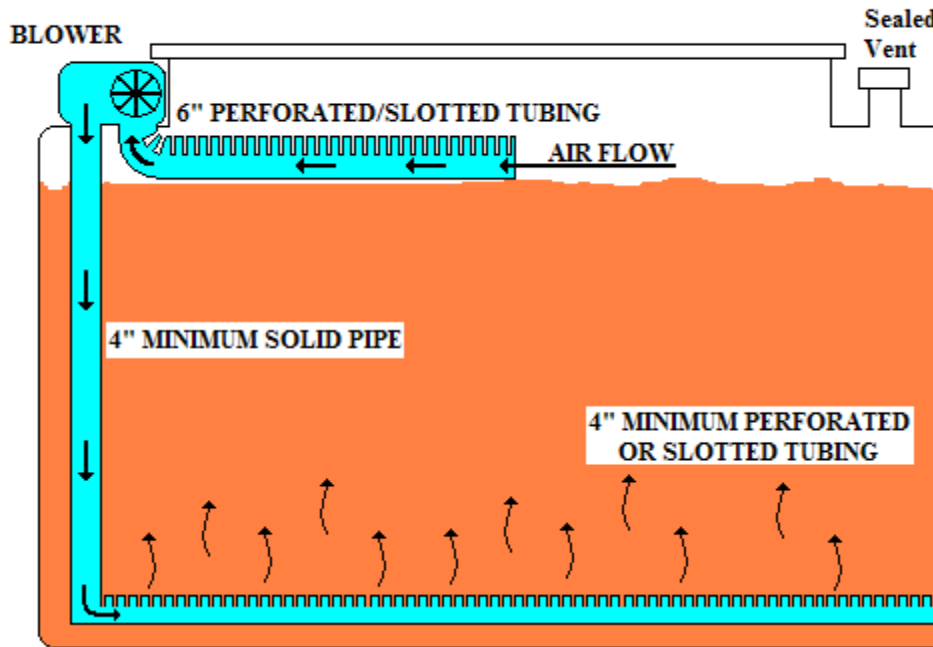 BLOWER
Sealed
Vent
6" PERFORATED/SLOTTED TUBING
AIR FLOW
4" MINIMUM SOLID PIPE
4" MINIMUM PERFORATED
OR SLOTTED TUBING